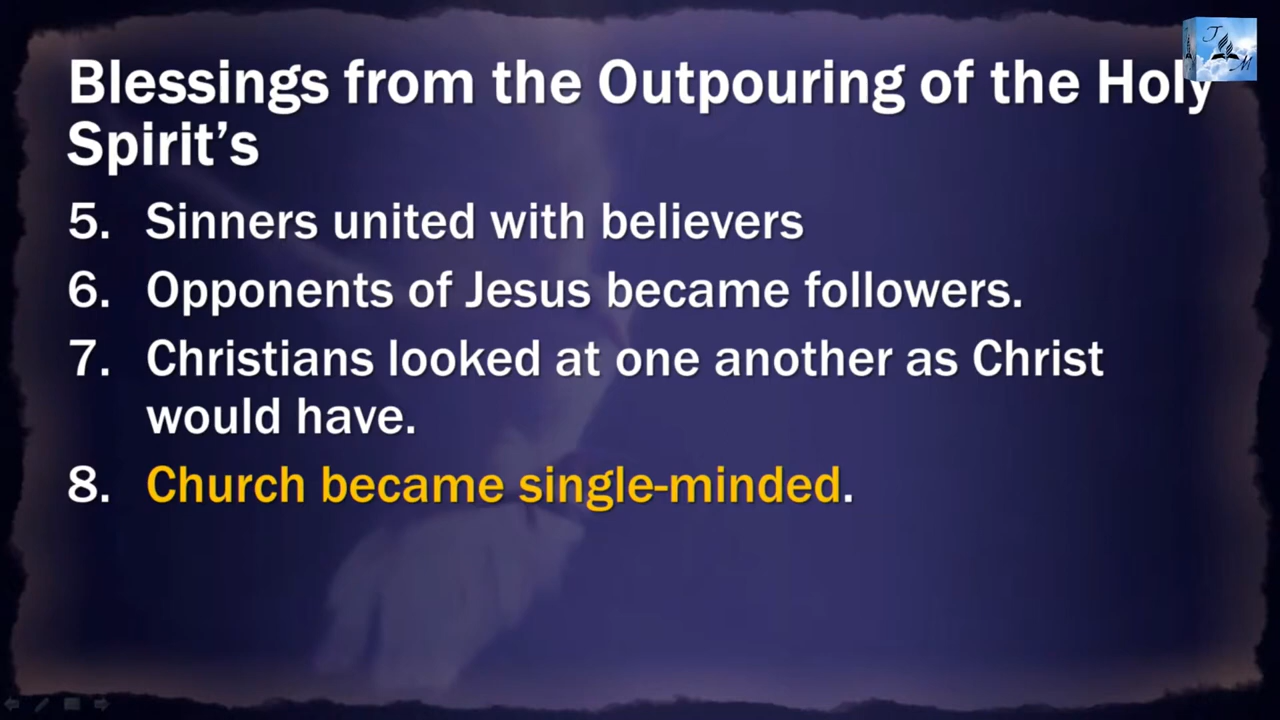 Blessings from the Outpouring of the Holy
Spirit's
5. Sinners united with believers
6. Opponents of Jesus became followers.
7. Christians looked at one another as Christ
would have.
8. Church became single-minded.
J
M